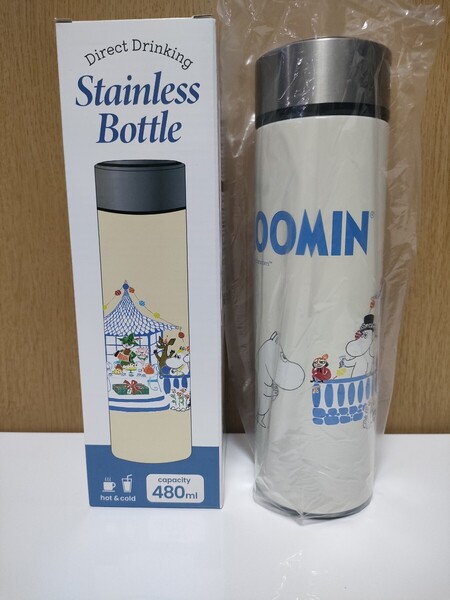 Direct Drinking
Stainless
Bottle
hot & cold
capacity
480ml
OOMIN